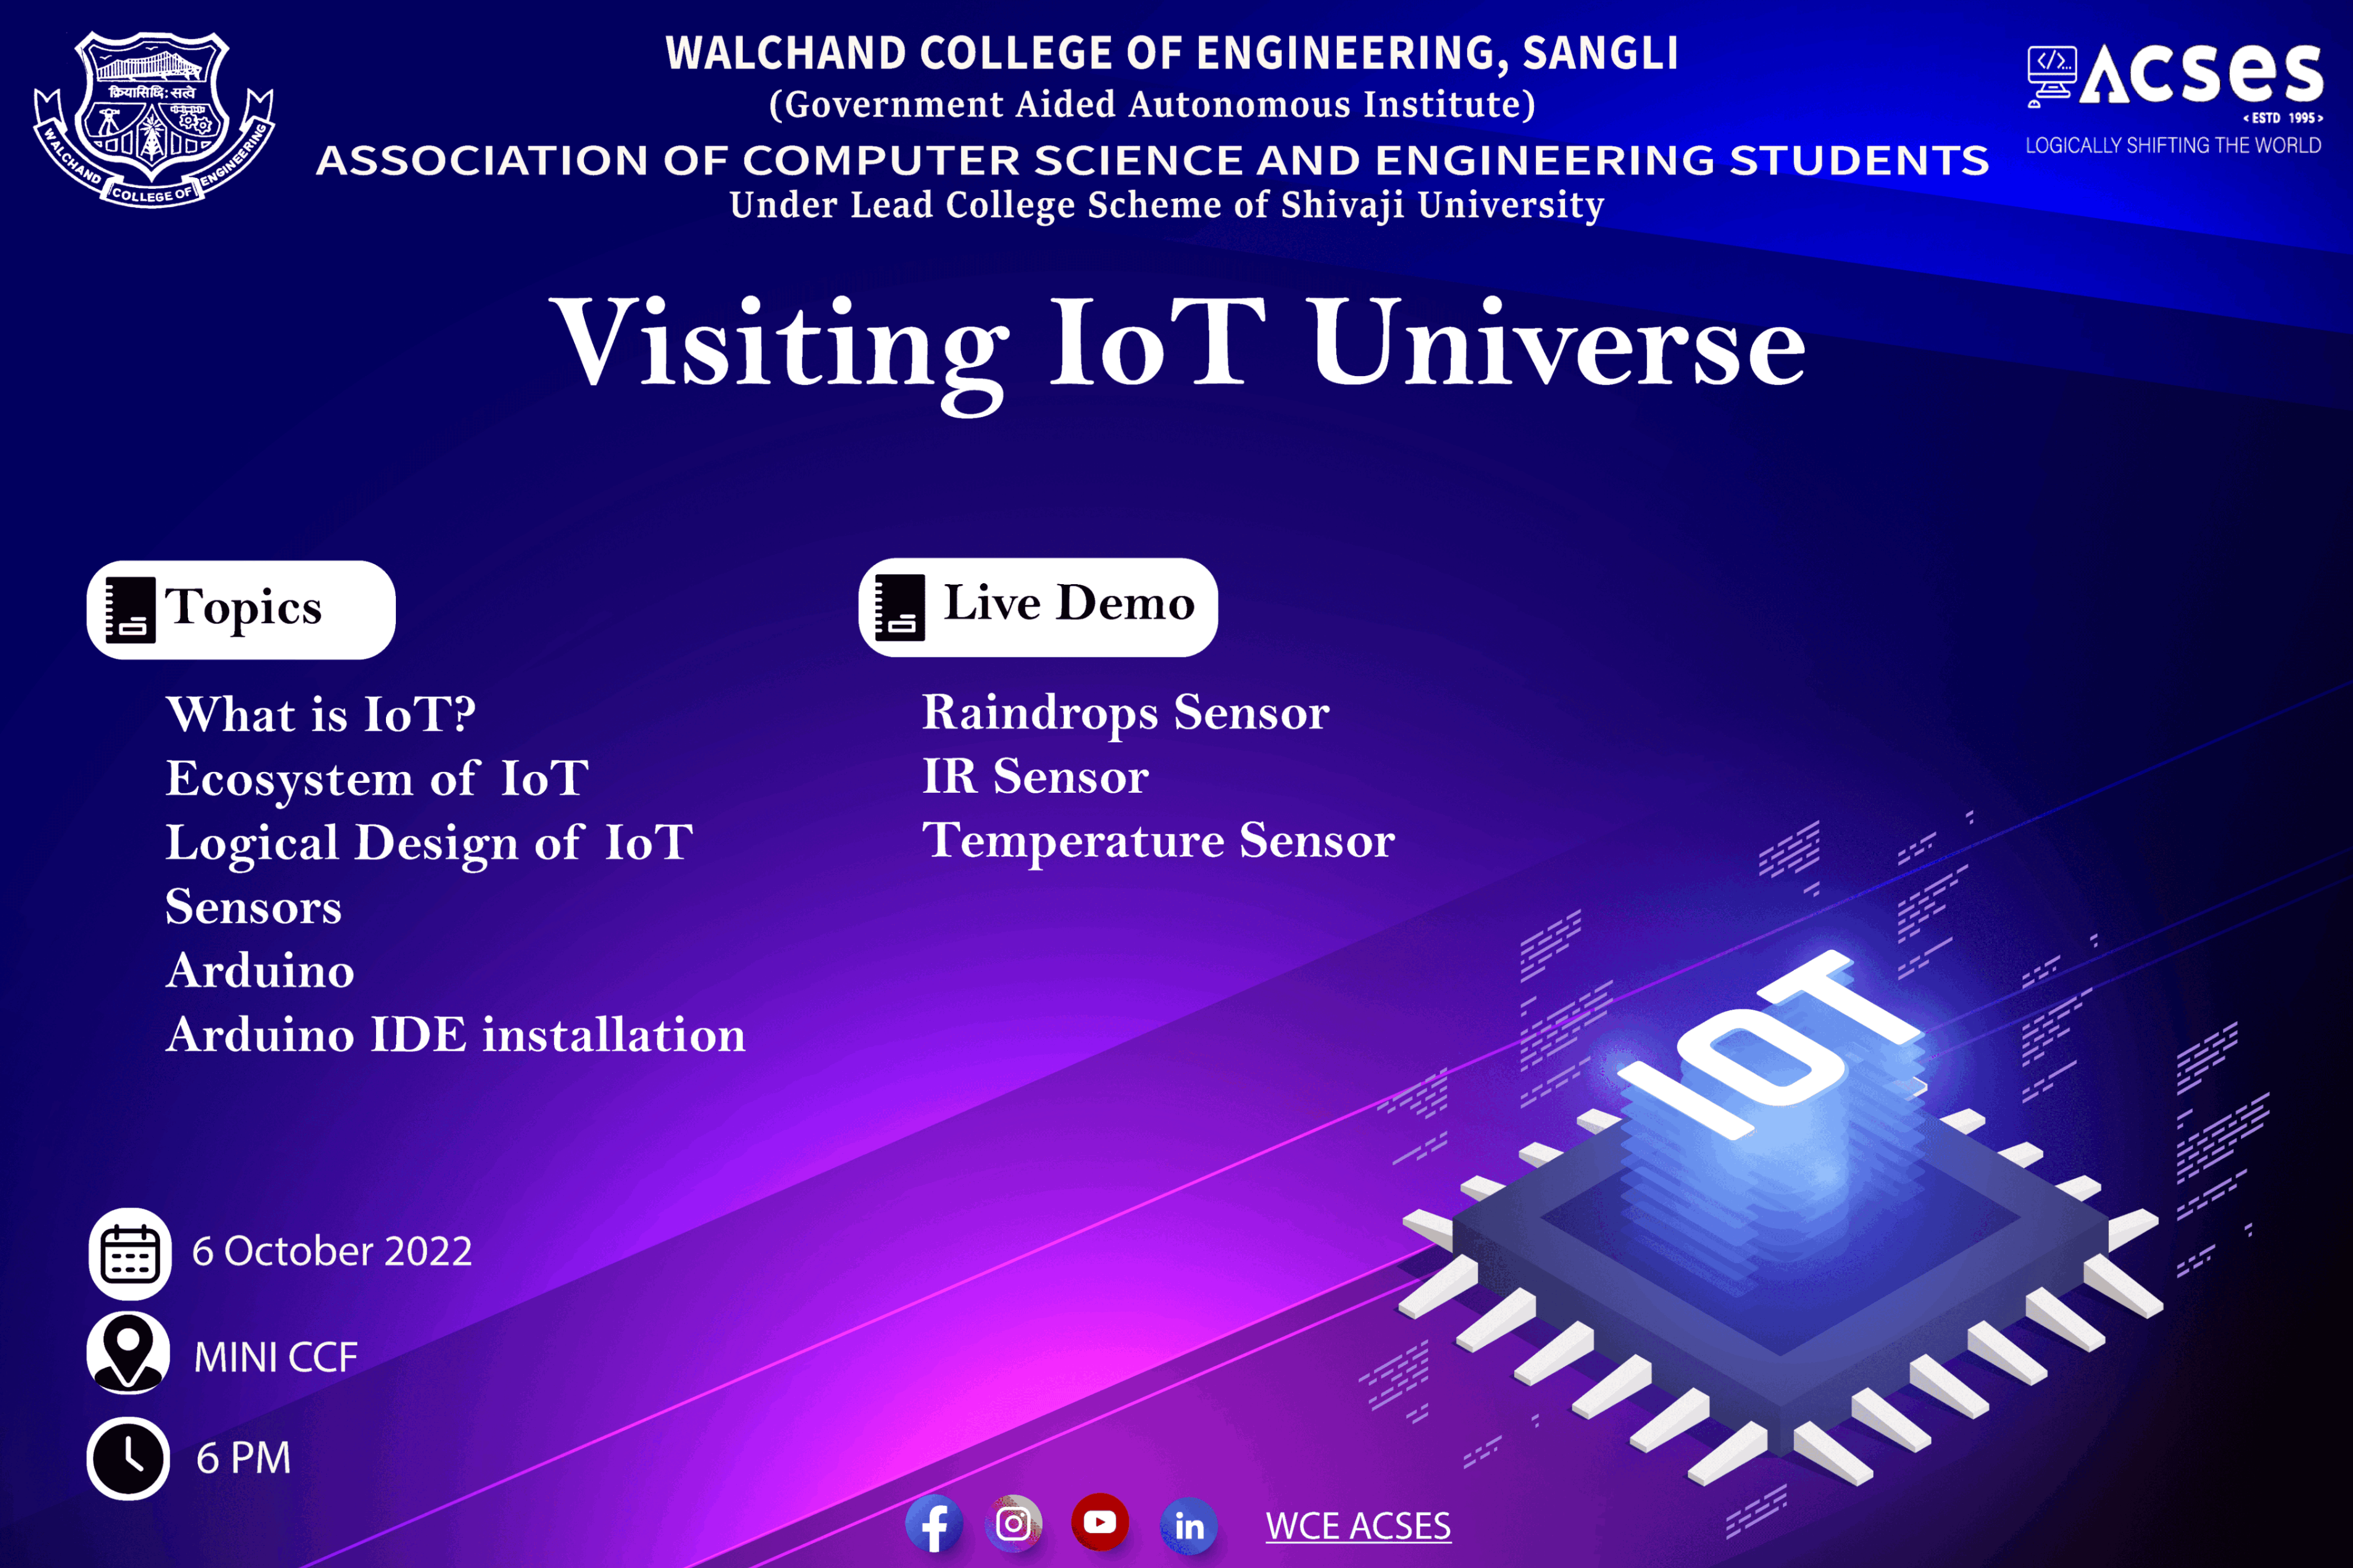 WALCHAND COLLEGE OF ENGINEERING, SANGLI
(Government Aided Autonomous Institute)
ASSOCIATION OF COMPUTER SCIENCE AND ENGINEERING STUDENTS
Under Lead College Scheme of Shivaji University
WALCHAND COLLEGE OF ENGINEERING
</>...
Acses
< ESTD 1995 >
LOGICALLY SHIFTING THE WORLD
Visiting IoT Universe
Topics
What is IoT?
Ecosystem of IoT
Logical Design of IoT
Sensors
Arduino
Arduino IDE installation
Live Demo
Raindrops Sensor
IR Sensor
Temperature Sensor
IOT
6 October 2022
MINI CCF
6 PM
WCE ACSES